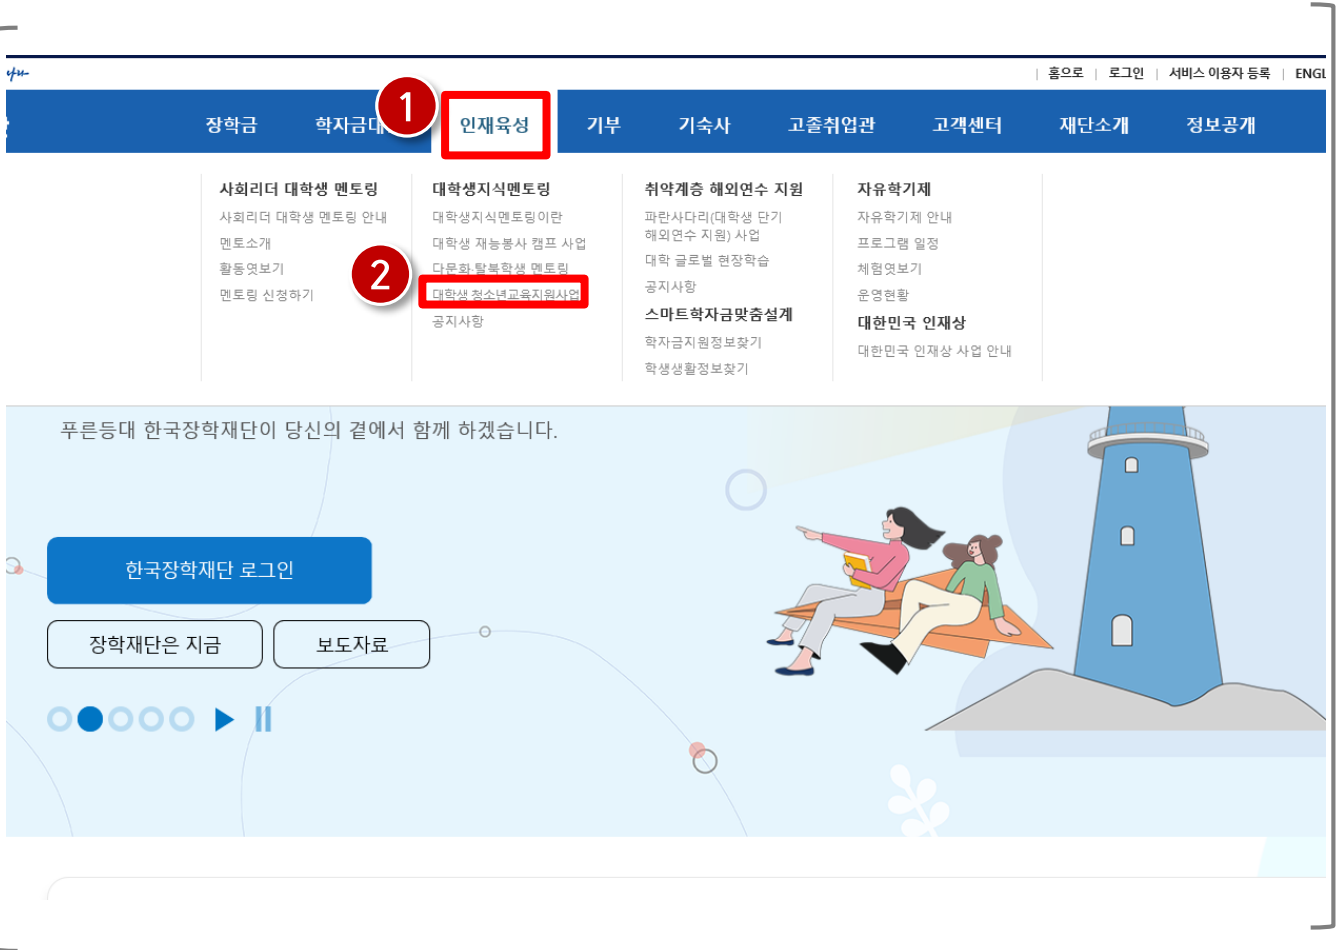 홈으로 | 로그인 | 서비스 이용자 등록 | ENGL
장학금 학자금대 1 인재육성 기부 기숙사 고졸취업관 고객센터 재단소개 정보공개
사회리더 대학생 멘토링
사회리더 대학생 멘토링 안내
멘토소개
활동엿보기
멘토링 신청하기
대학생지식멘토링
대학생지식멘토링이란
대학생 재능봉사 캠프 사업
다문화·탈북학생 멘토링
2
대학생 청소년교육지원사업
공지사항
취약계층 해외연수 지원
파란사다리(대학생 단기
해외연수 지원) 사업
대학 글로벌 현장학습
공지사항
스마트학자금맞춤설계
학자금지원정보찾기
학생생활정보찾기
자유학기제
자유학기제 안내
프로그램 일정
체험엿보기
운영현황
대한민국 인재상
대한민국 인재상 사업 안내
푸른등대 한국장학재단이 당신의 곁에서 함께 하겠습니다.
한국장학재단 로그인
장학재단은 지금
보도자료